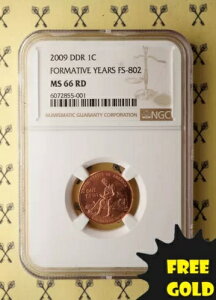 2009 DDR 1C
FORMATIVE YEARS FS-802
MS 66 RD
NUMISMATIC GUARANTY CORPORATION
NGC
6072855-001
FREE
GOLD